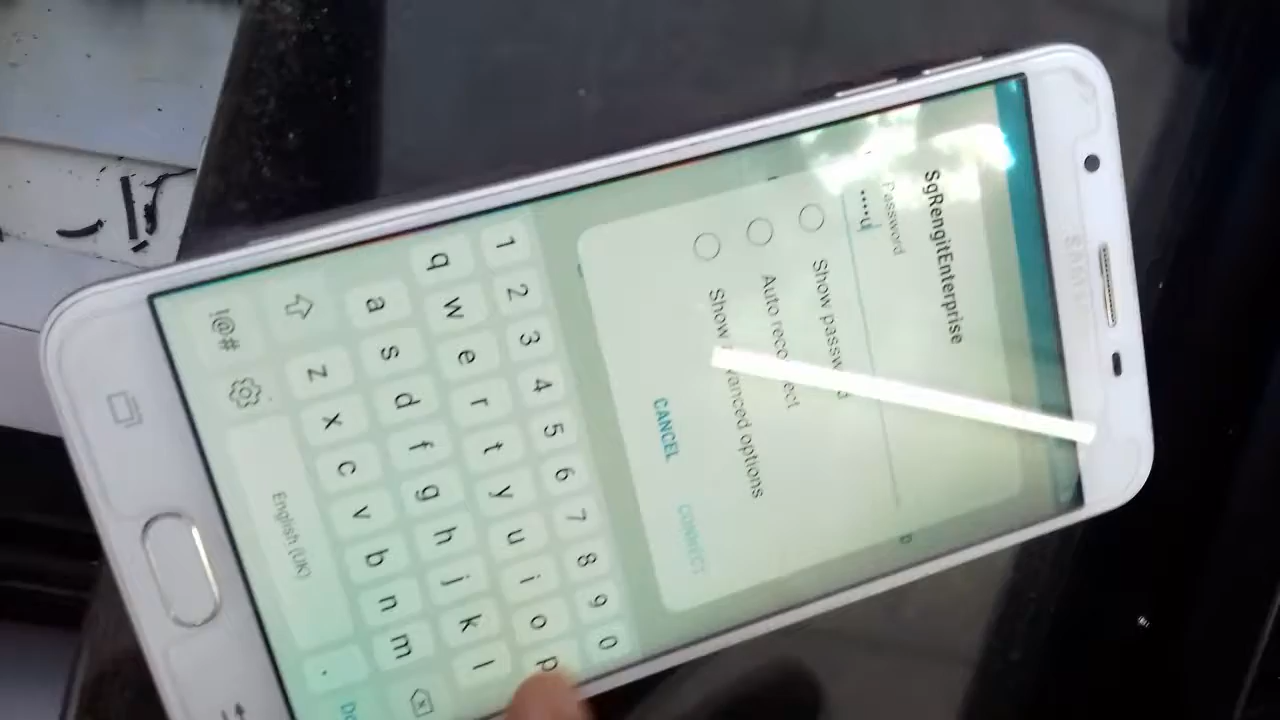 SAMSUNG
SgRengitEnterprise
Password
••••u
Show password
Auto reconnect
Show advanced options
CANCEL
CONNECT
1 2 3 4 5 6 7 8 9 0
q w e r t y u i o p
a s d f g h j k l
z x c v b n m
!@#
English (UK)
.